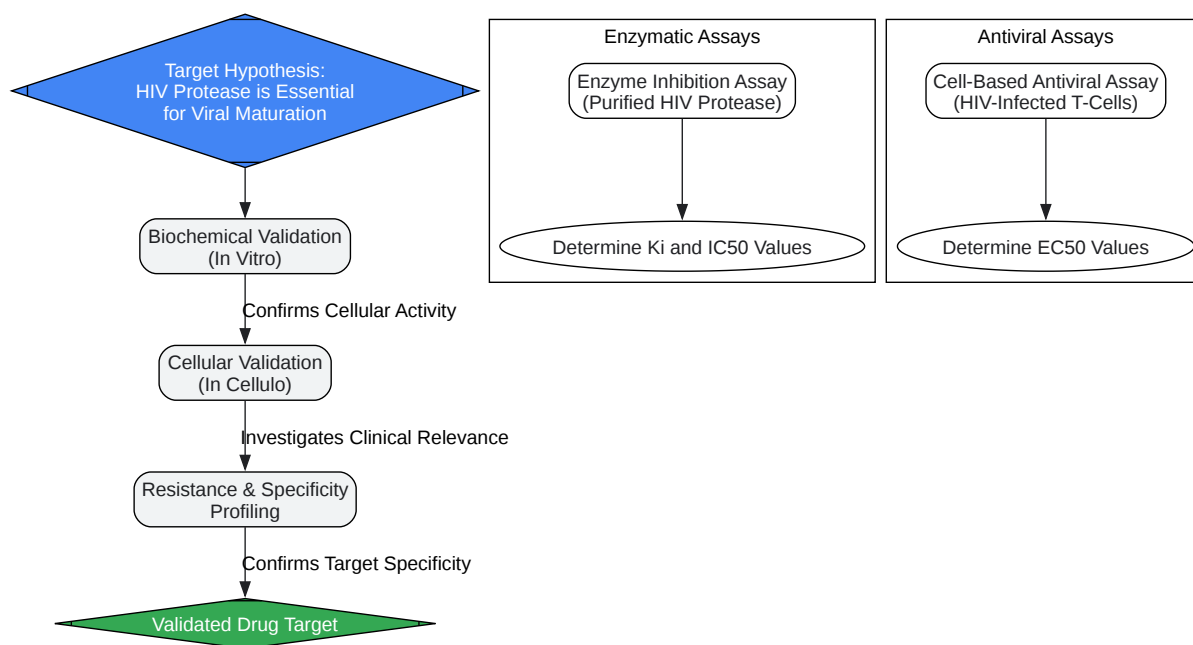 Target Hypothesis:
HIV Protease is Essential
for Viral Maturation
Biochemical Validation
(In Vitro)
Confirms Cellular Activity
Cellular Validation
(In Cellulo)
Investigates Clinical Relevance
Resistance & Specificity
Profiling
Confirms Target Specificity
Validated Drug Target
Enzymatic Assays
Enzyme Inhibition Assay
(Purified HIV Protease)
Determine Ki and IC50 Values
Antiviral Assays
Cell-Based Antiviral Assay
(HIV-Infected T-Cells)
Determine EC50 Values